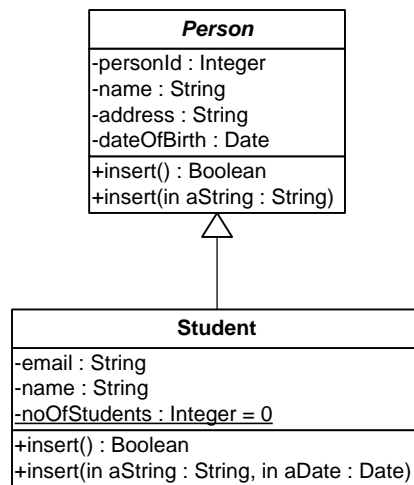 Person
-personId : Integer
-name : String
-address : String
-dateOfBirth : Date
+insert() : Boolean
+insert(in aString : String)
Student
-email : String
-name : String
-noOfStudents : Integer = 0
+insert() : Boolean
+insert(in aString : String, in aDate : Date)